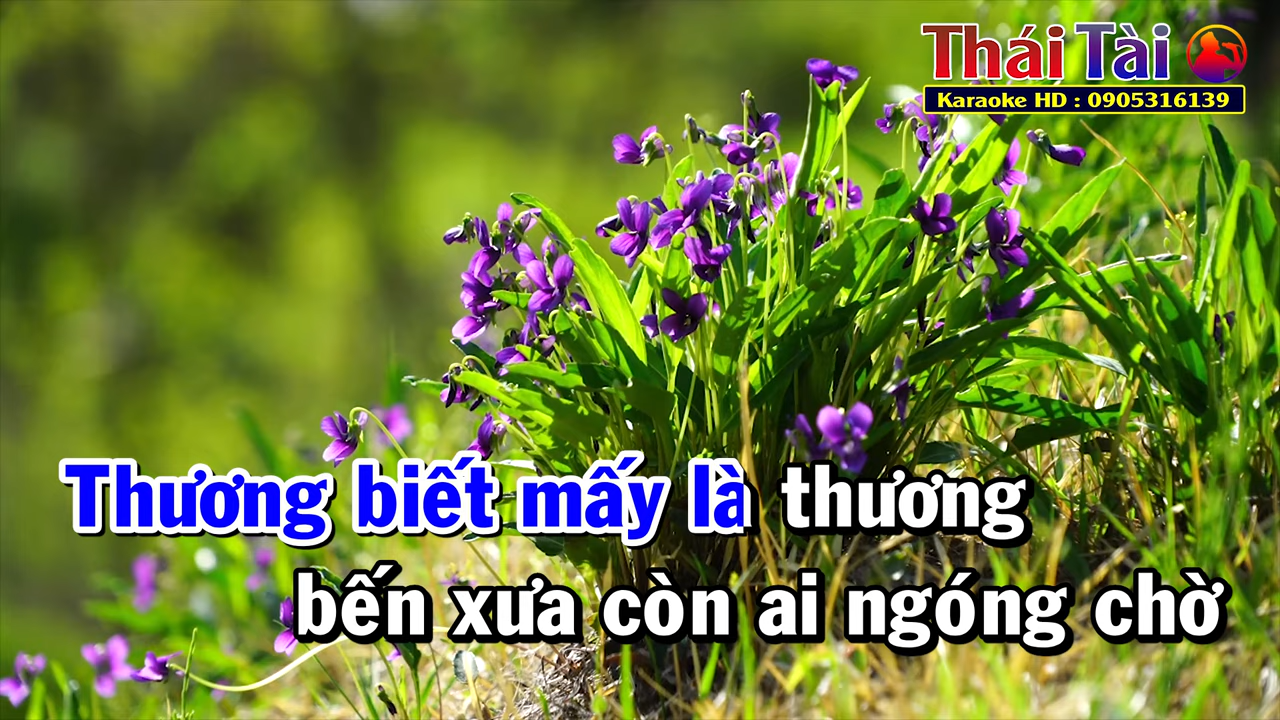 Thái Tài
Karaoke HD : 0905316139
Thương biết mấy là thương
bến xưa còn ai ngóng chờ